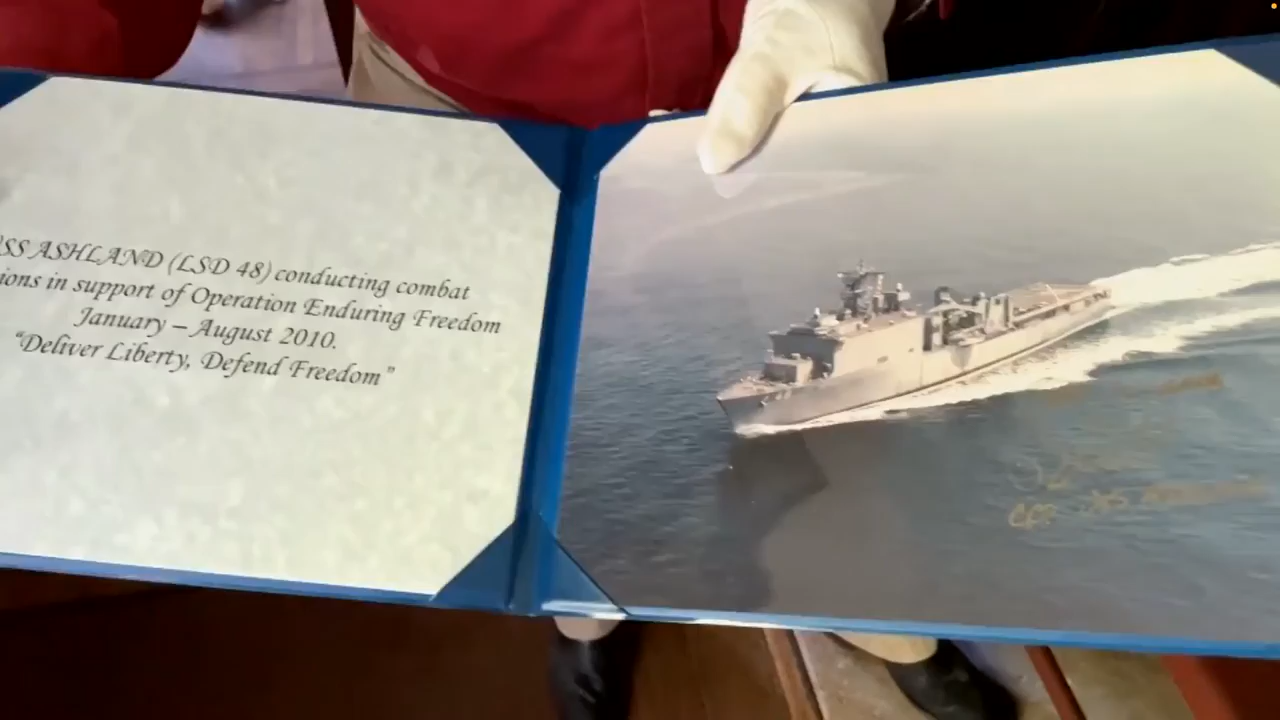 SS ASHLAND (LSD 48) conducting combat
ions in support of Operation Enduring Freedom
January – August 2010.
“Deliver Liberty, Defend Freedom”